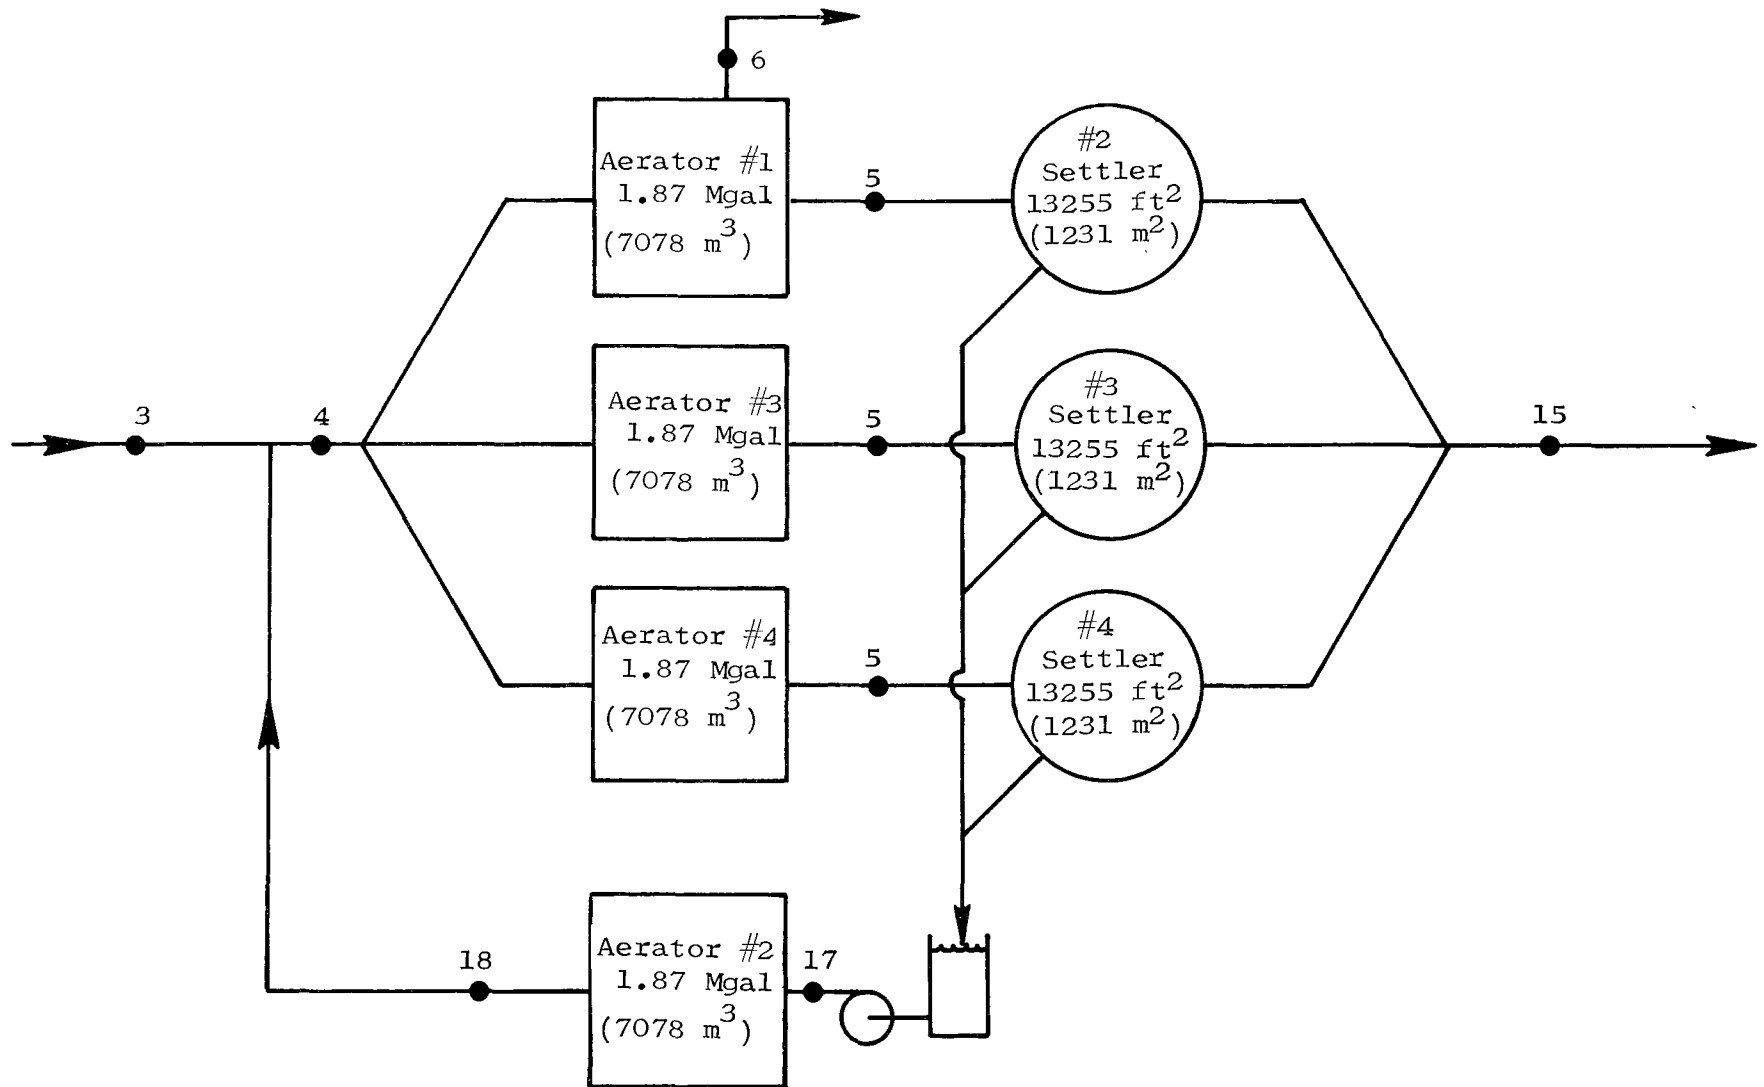 6
Aerator #1
1.87 Mgal
(7078 m³)
5
#2
Settler
13255 ft²
(1231 m²)
3
4
Aerator #3
1.87 Mgal
(7078 m³)
5
#3
Settler
13255 ft²
(1231 m²)
15
Aerator #4
1.87 Mgal
(7078 m³)
5
#4
Settler
13255 ft²
(1231 m²)
18
Aerator #2
1.87 Mgal
(7078 m³)
17